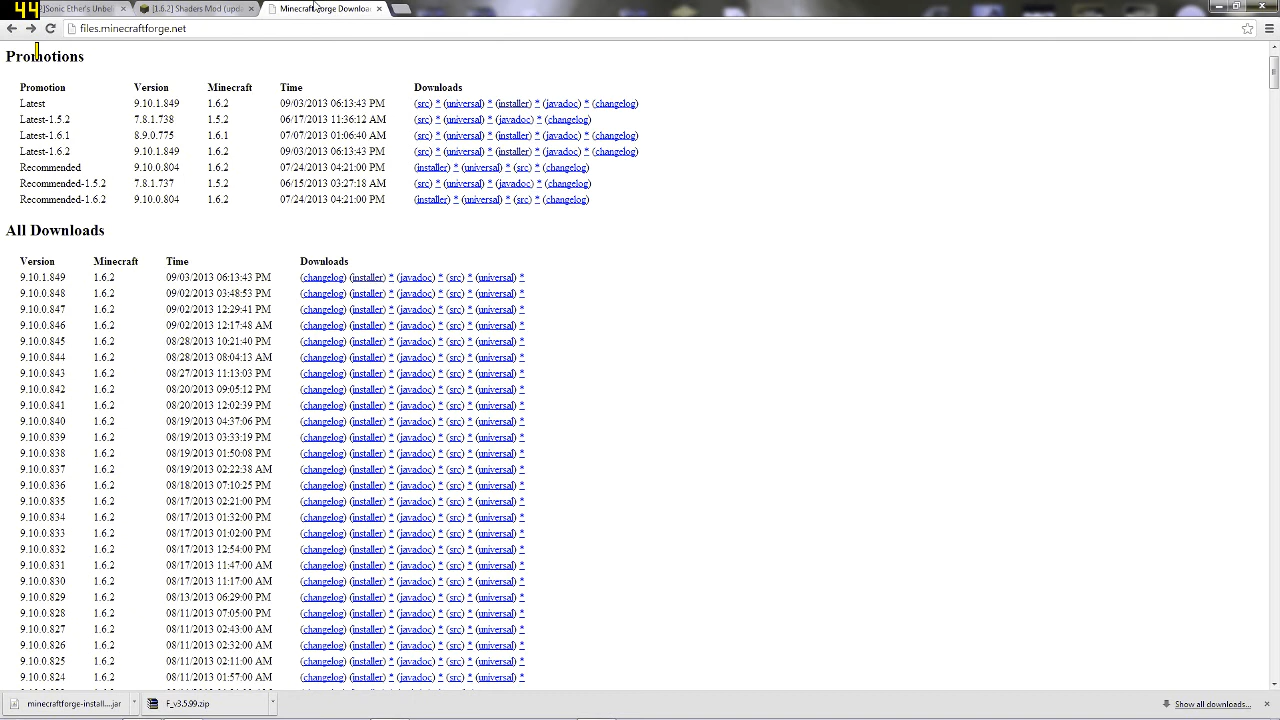 44
]Sonic Ether's Unbel × [1.6.2] Shaders Mod (upda × Minecraft Forge Downloa ×
files.minecraftforge.net
Promotions
Promotion Version Minecraft Time Downloads
Latest 9.10.1.849 1.6.2 09/03/2013 06:13:43 PM (src) * (universal) * (installer) * (javadoc) * (changelog)
Latest-1.5.2 7.8.1.738 1.5.2 06/17/2013 11:36:12 AM (src) * (universal) * (javadoc) * (changelog)
Latest-1.6.1 8.9.0.775 1.6.1 07/07/2013 01:06:40 AM (src) * (universal) * (installer) * (javadoc) * (changelog)
Latest-1.6.2 9.10.1.849 1.6.2 09/03/2013 06:13:43 PM (src) * (universal) * (installer) * (javadoc) * (changelog)
Recommended 9.10.0.804 1.6.2 07/24/2013 04:21:00 PM (installer) * (universal) * (src) * (changelog)
Recommended-1.5.2 7.8.1.737 1.5.2 06/15/2013 03:27:18 AM (src) * (universal) * (javadoc) * (changelog)
Recommended-1.6.2 9.10.0.804 1.6.2 07/24/2013 04:21:00 PM (installer) * (universal) * (src) * (changelog)
All Downloads
Version Minecraft Time Downloads
9.10.1.849 1.6.2 09/03/2013 06:13:43 PM (changelog) (installer) * (javadoc) * (src) * (universal) *
9.10.0.848 1.6.2 09/02/2013 03:48:53 PM (changelog) (installer) * (javadoc) * (src) * (universal) *
9.10.0.847 1.6.2 09/02/2013 12:29:41 PM (changelog) (installer) * (javadoc) * (src) * (universal) *
9.10.0.846 1.6.2 09/02/2013 12:17:48 AM (changelog) (installer) * (javadoc) * (src) * (universal) *
9.10.0.845 1.6.2 08/28/2013 10:21:40 PM (changelog) (installer) * (javadoc) * (src) * (universal) *
9.10.0.844 1.6.2 08/28/2013 08:04:13 AM (changelog) (installer) * (javadoc) * (src) * (universal) *
9.10.0.843 1.6.2 08/27/2013 11:13:03 PM (changelog) (installer) * (javadoc) * (src) * (universal) *
9.10.0.842 1.6.2 08/20/2013 09:05:12 PM (changelog) (installer) * (javadoc) * (src) * (universal) *
9.10.0.841 1.6.2 08/20/2013 12:02:39 PM (changelog) (installer) * (javadoc) * (src) * (universal) *
9.10.0.840 1.6.2 08/19/2013 04:37:06 PM (changelog) (installer) * (javadoc) * (src) * (universal) *
9.10.0.839 1.6.2 08/19/2013 03:33:19 PM (changelog) (installer) * (javadoc) * (src) * (universal) *
9.10.0.838 1.6.2 08/19/2013 01:50:08 PM (changelog) (installer) * (javadoc) * (src) * (universal) *
9.10.0.837 1.6.2 08/19/2013 02:22:38 AM (changelog) (installer) * (javadoc) * (src) * (universal) *
9.10.0.836 1.6.2 08/18/2013 07:10:25 PM (changelog) (installer) * (javadoc) * (src) * (universal) *
9.10.0.835 1.6.2 08/17/2013 02:21:00 PM (changelog) (installer) * (javadoc) * (src) * (universal) *
9.10.0.834 1.6.2 08/17/2013 01:32:00 PM (changelog) (installer) * (javadoc) * (src) * (universal) *
9.10.0.833 1.6.2 08/17/2013 01:02:00 PM (changelog) (installer) * (javadoc) * (src) * (universal) *
9.10.0.832 1.6.2 08/17/2013 12:54:00 PM (changelog) (installer) * (javadoc) * (src) * (universal) *
9.10.0.831 1.6.2 08/17/2013 11:47:00 AM (changelog) (installer) * (javadoc) * (src) * (universal) *
9.10.0.830 1.6.2 08/17/2013 11:17:00 AM (changelog) (installer) * (javadoc) * (src) * (universal) *
9.10.0.829 1.6.2 08/13/2013 06:29:00 PM (changelog) (installer) * (javadoc) * (src) * (universal) *
9.10.0.828 1.6.2 08/11/2013 07:05:00 PM (changelog) (installer) * (javadoc) * (src) * (universal) *
9.10.0.827 1.6.2 08/11/2013 02:43:00 AM (changelog) (installer) * (javadoc) * (src) * (universal) *
9.10.0.826 1.6.2 08/11/2013 02:32:00 AM (changelog) (installer) * (javadoc) * (src) * (universal) *
9.10.0.825 1.6.2 08/11/2013 02:11:00 AM (changelog) (installer) * (javadoc) * (src) * (universal) *
9.10.0.824 1.6.2 08/11/2013 01:57:00 AM (changelog) (installer) * (javadoc) * (src) * (universal) *
minecraftforge-install....jar F_v3.5.99.zip Show all downloads...